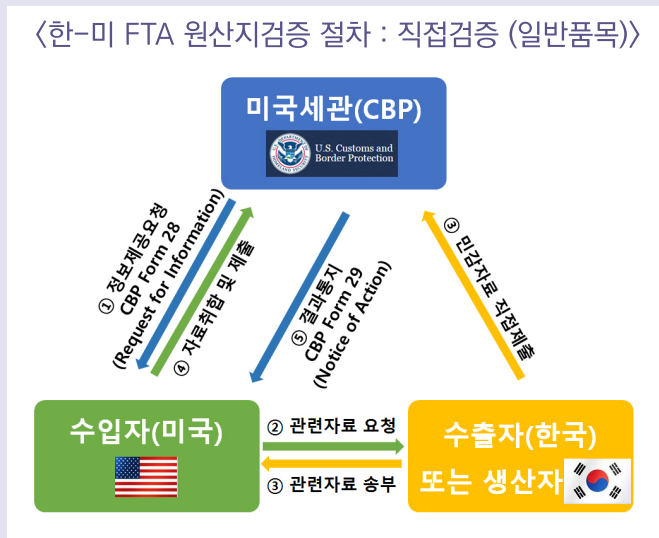 <한-미 FTA 원산지검증 절차 : 직접검증 (일반품목)>
미국세관(CBP)
U.S. Customs and
Border Protection
① 정보제공요청
CBP Form 28
(Request for Information)
④ 자료취합 및 제출
⑤ 결과통지
CBP Form 29
(Notice of Action)
③ 민감자료 직접제출
수입자(미국)
② 관련자료 요청
③ 관련자료 송부
수출자(한국)
또는 생산자